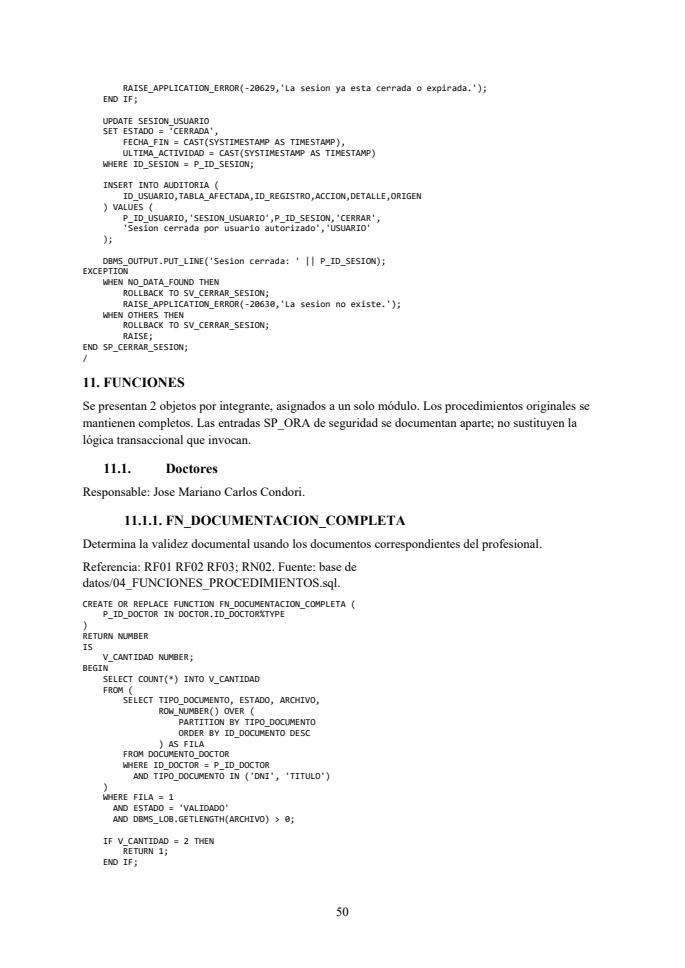 RAISE_APPLICATION_ERROR(-20629,'La sesion ya esta cerrada o expirada.');
END IF;
UPDATE SESION_USUARIO
SET ESTADO = 'CERRADA',
FECHA_FIN = CAST(SYSTIMESTAMP AS TIMESTAMP),
ULTIMA_ACTIVIDAD = CAST(SYSTIMESTAMP AS TIMESTAMP)
WHERE ID_SESION = P_ID_SESION;
INSERT INTO AUDITORIA (
ID_USUARIO,TABLA_AFECTADA,ID_REGISTRO,ACCION,DETALLE,ORIGEN
) VALUES (
P_ID_USUARIO,'SESION_USUARIO',P_ID_SESION,'CERRAR',
'Sesion cerrada por usuario autorizado','USUARIO'
);
DBMS_OUTPUT.PUT_LINE('Sesion cerrada: ' || P_ID_SESION);
EXCEPTION
WHEN NO_DATA_FOUND THEN
ROLLBACK TO SV_CERRAR_SESION;
RAISE_APPLICATION_ERROR(-20630,'La sesion no existe.');
WHEN OTHERS THEN
ROLLBACK TO SV_CERRAR_SESION;
RAISE;
END SP_CERRAR_SESION;
/
11. FUNCIONES
Se presentan 2 objetos por integrante, asignados a un solo módulo. Los procedimientos originales se
mantienen completos. Las entradas SP_ORA de seguridad se documentan aparte; no sustituyen la
lógica transaccional que invocan.
11.1. Doctores
Responsable: Jose Mariano Carlos Condori.
11.1.1. FN_DOCUMENTACION_COMPLETA
Determina la validez documental usando los documentos correspondientes del profesional.
Referencia: RF01 RF02 RF03; RN02. Fuente: base de
datos/04_FUNCIONES_PROCEDIMIENTOS.sql.
CREATE OR REPLACE FUNCTION FN_DOCUMENTACION_COMPLETA (
P_ID_DOCTOR IN DOCTOR.ID_DOCTOR%TYPE
)
RETURN NUMBER
IS
V_CANTIDAD NUMBER;
BEGIN
SELECT COUNT(*) INTO V_CANTIDAD
FROM (
SELECT TIPO_DOCUMENTO, ESTADO, ARCHIVO,
ROW_NUMBER() OVER (
PARTITION BY TIPO_DOCUMENTO
ORDER BY ID_DOCUMENTO DESC
) AS FILA
FROM DOCUMENTO_DOCTOR
WHERE ID_DOCTOR = P_ID_DOCTOR
AND TIPO_DOCUMENTO IN ('DNI', 'TITULO')
)
WHERE FILA = 1
AND ESTADO = 'VALIDADO'
AND DBMS_LOB.GETLENGTH(ARCHIVO) > 0;
IF V_CANTIDAD = 2 THEN
RETURN 1;
END IF;
50